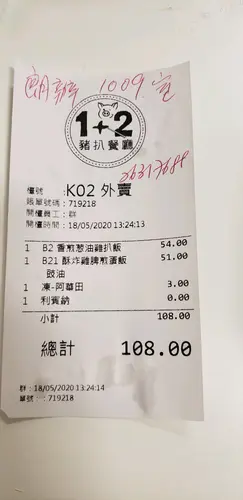 1009室
1+2
豬扒餐廳
檯號 :K02 外賣
賬單號碼:719218
開檯員工:群
開檯時間:18/05/2020 13:24:13
1 B2 香煎葱油雞扒飯 54.00
1 B21 酥炸雞脾煎蛋飯 51.00
豉油
1 凍-阿華田 3.00
1 利賓納 0.00
小計 108.00
總計 108.00
群:18/05/2020 13:24:14
單號::719218